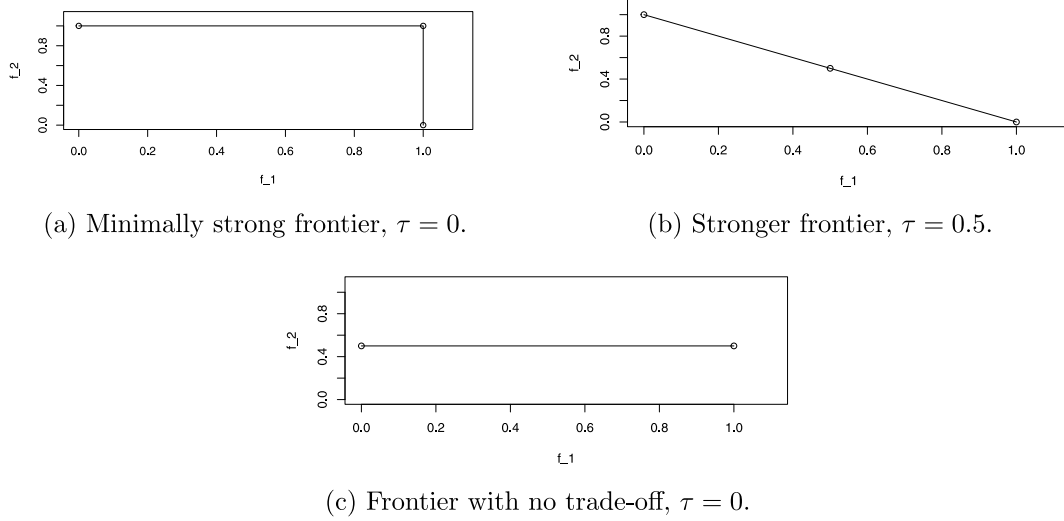 0.8
0.4
0.0
f_2
0.0 0.2 0.4 0.6 0.8 1.0
f_1
(a) Minimally strong frontier, τ = 0.
0.8
0.4
0.0
f_2
0.0 0.2 0.4 0.6 0.8 1.0
f_1
(b) Stronger frontier, τ = 0.5.
0.8
0.4
0.0
f_2
0.0 0.2 0.4 0.6 0.8 1.0
f_1
(c) Frontier with no trade-off, τ = 0.